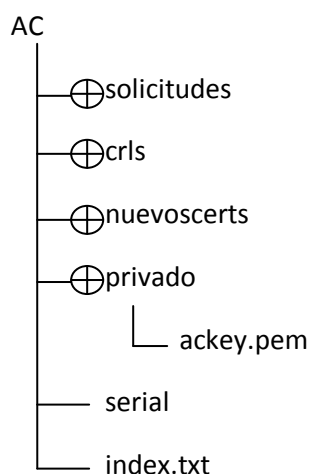 AC
solicitudes
crls
nuevoscerts
privado
ackey.pem
serial
index.txt